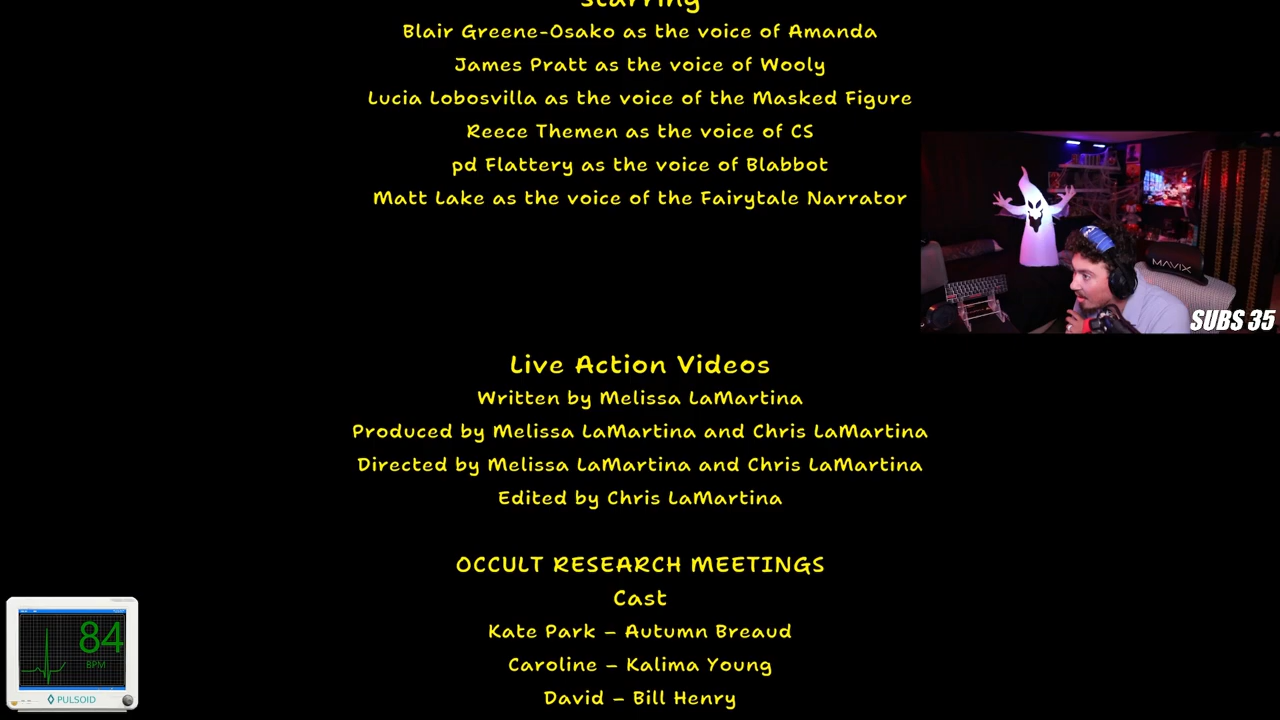 Starring
Blair Greene-Osako as the voice of Amanda
James Pratt as the voice of Wooly
Lucia Lobosvilla as the voice of the Masked Figure
Reece Themen as the voice of CS
pd Flattery as the voice of Blabbot
Matt Lake as the voice of the Fairytale Narrator
MAVIX
SUBS 35
Live Action Videos
Written by Melissa LaMartina
Produced by Melissa LaMartina and Chris LaMartina
Directed by Melissa LaMartina and Chris LaMartina
Edited by Chris LaMartina
OCCULT RESEARCH MEETINGS
Cast
Kate Park – Autumn Breaud
Caroline – Kalima Young
David – Bill Henry
84
BPM
PULSOID